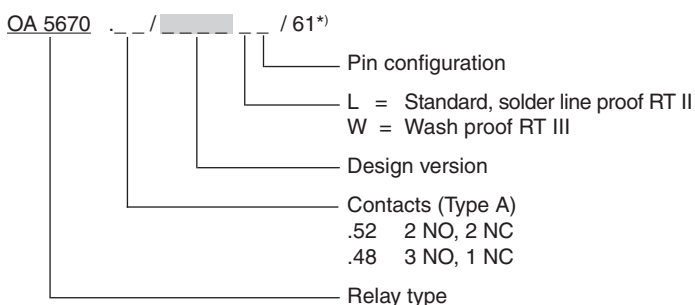 OA 5670 ._ _ / _ _ _ _ _ _ / 61*)
Pin configuration
L = Standard, solder line proof RT II
W = Wash proof RT III
Design version
Contacts (Type A)
.52 2 NO, 2 NC
.48 3 NO, 1 NC
Relay type